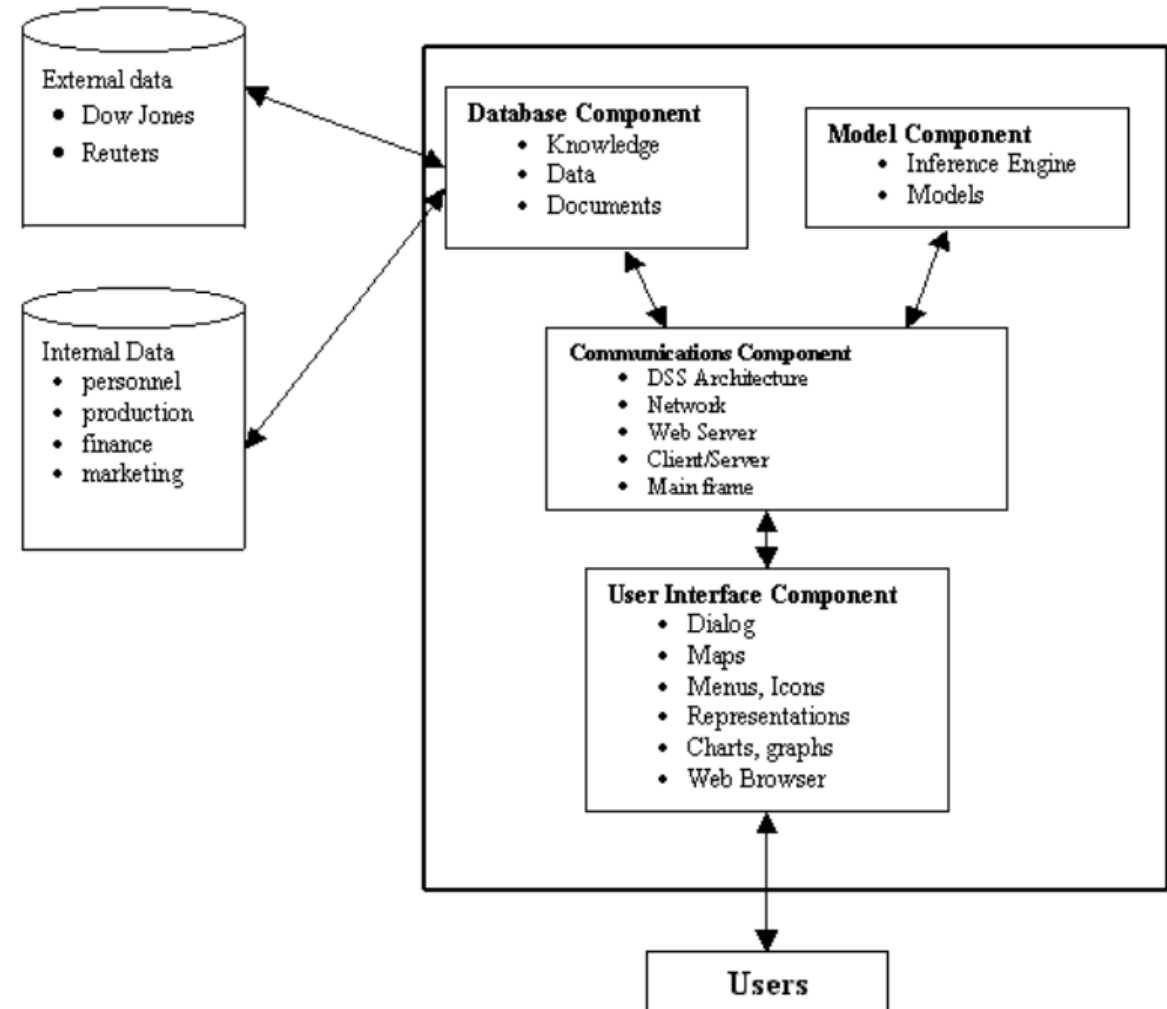 External data
• Dow Jones
• Reuters
Internal Data
• personnel
• production
• finance
• marketing
Database Component
• Knowledge
• Data
• Documents
Model Component
• Inference Engine
• Models
Communications Component
• DSS Architecture
• Network
• Web Server
• Client/Server
• Main frame
User Interface Component
• Dialog
• Maps
• Menus, Icons
• Representations
• Charts, graphs
• Web Browser
Users